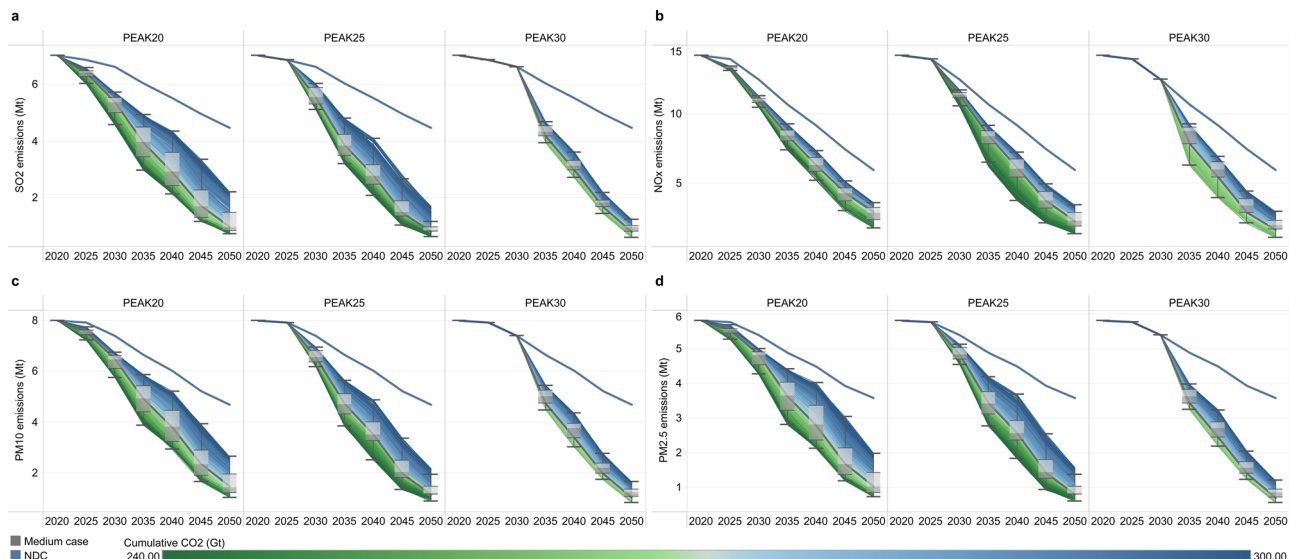 a
PEAK20 PEAK25 PEAK30
SO2 emissions (Mt)
6
4
2
2020 2025 2030 2035 2040 2045 2050 2020 2025 2030 2035 2040 2045 2050 2020 2025 2030 2035 2040 2045 2050
b
PEAK20 PEAK25 PEAK30
NOx emissions (Mt)
15
10
5
2020 2025 2030 2035 2040 2045 2050 2020 2025 2030 2035 2040 2045 2050 2020 2025 2030 2035 2040 2045 2050
c
PEAK20 PEAK25 PEAK30
PM10 emissions (Mt)
8
6
4
2
2020 2025 2030 2035 2040 2045 2050 2020 2025 2030 2035 2040 2045 2050 2020 2025 2030 2035 2040 2045 2050
d
PEAK20 PEAK25 PEAK30
PM2.5 emissions (Mt)
6
5
4
3
2
1
2020 2025 2030 2035 2040 2045 2050 2020 2025 2030 2035 2040 2045 2050 2020 2025 2030 2035 2040 2045 2050
Medium case
NDC
Cumulative CO2 (Gt)
240.00 300.00